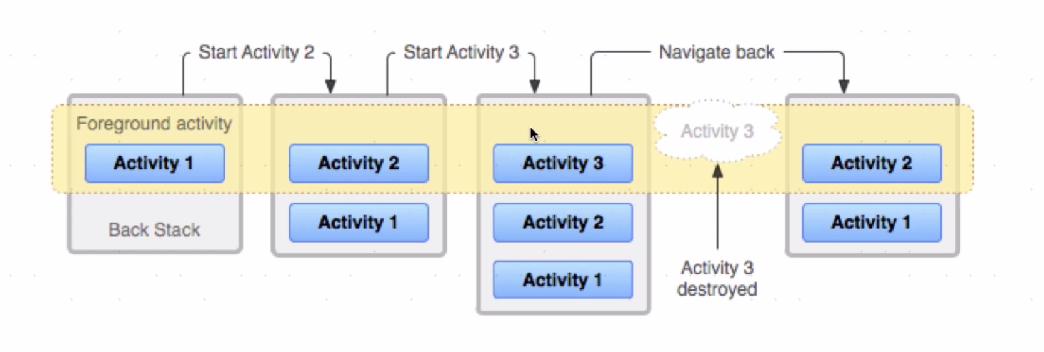 Start Activity 2
Start Activity 3
Navigate back
Foreground activity
Activity 1
Back Stack
Activity 2
Activity 1
Activity 3
Activity 2
Activity 1
Activity 3
Activity 3
destroyed
Activity 2
Activity 1